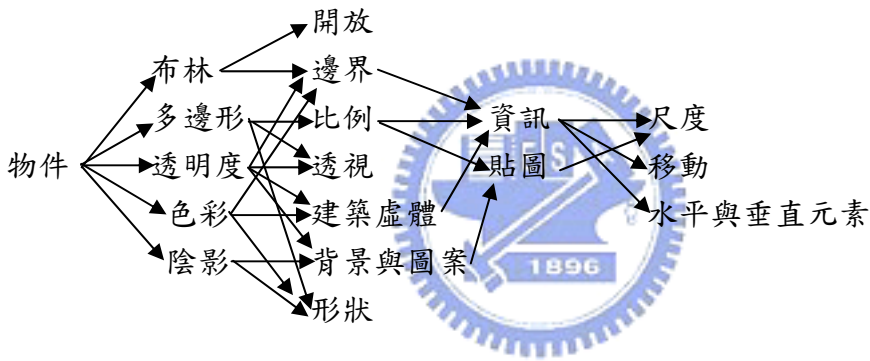 開放
布林 邊界
多邊形 比例 資訊 尺度
物件 透明度 透視 貼圖 移動
色彩 建築虛體 水平與垂直元素
陰影 背景與圖案
1896
形狀